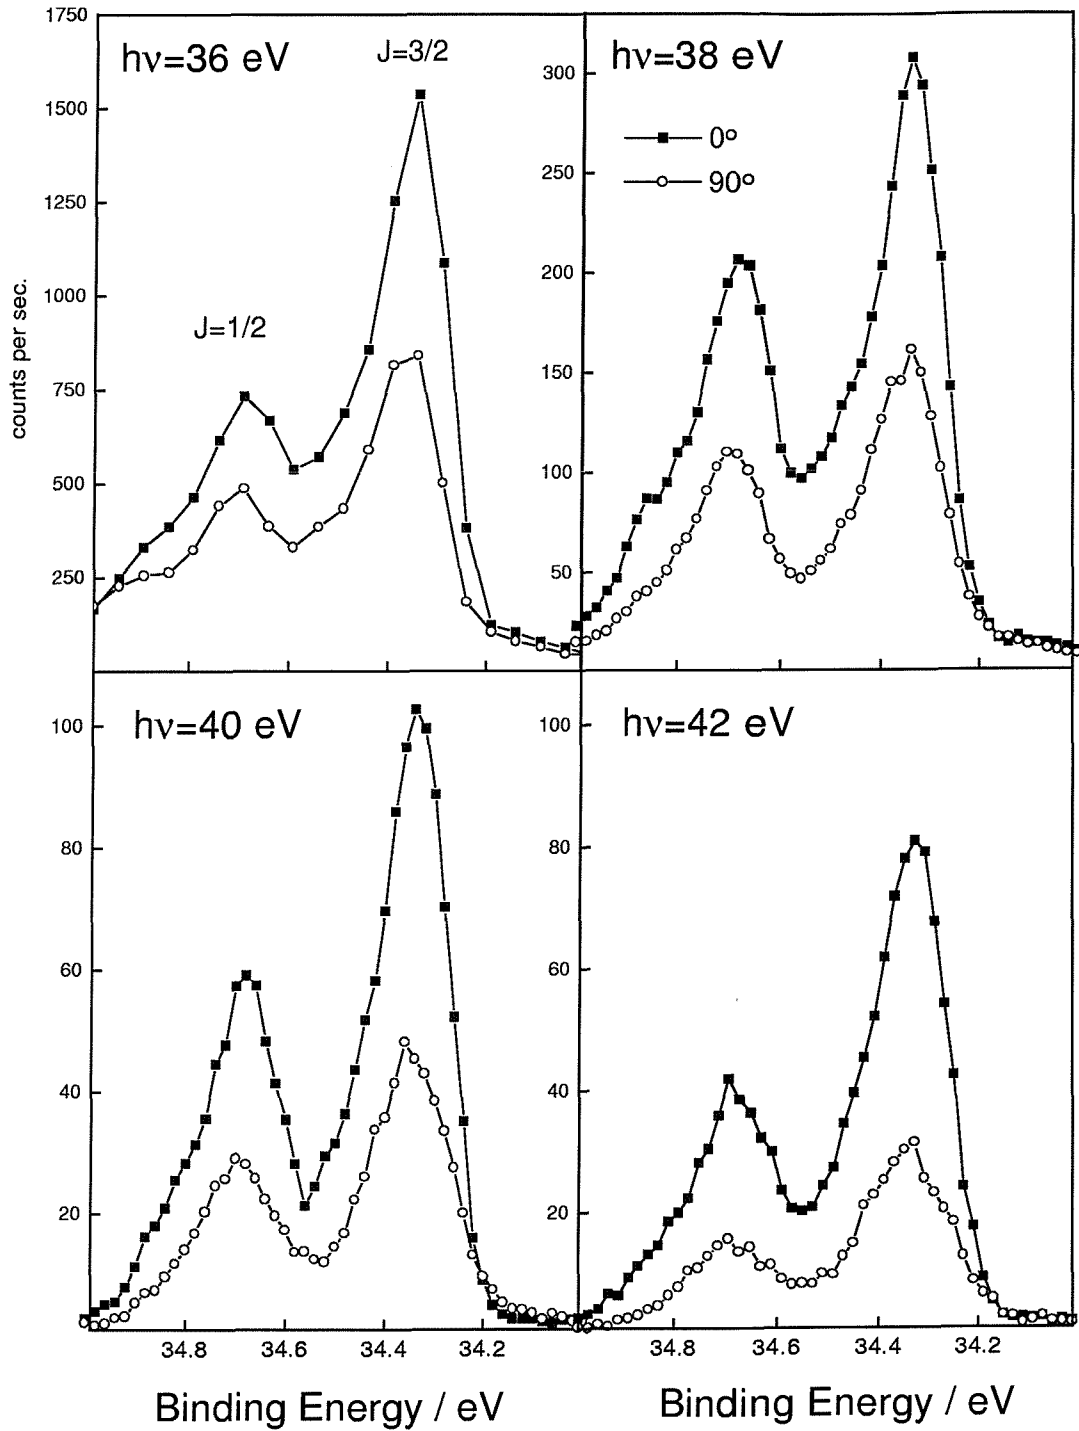 hν=36 eV
J=3/2
J=1/2
1750
1500
1250
1000
750
500
250
counts per sec.
hν=38 eV
0º
90º
300
250
200
150
100
50
hν=40 eV
100
80
60
40
20
34.8 34.6 34.4 34.2
Binding Energy / eV
hν=42 eV
100
80
60
40
20
34.8 34.6 34.4 34.2
Binding Energy / eV